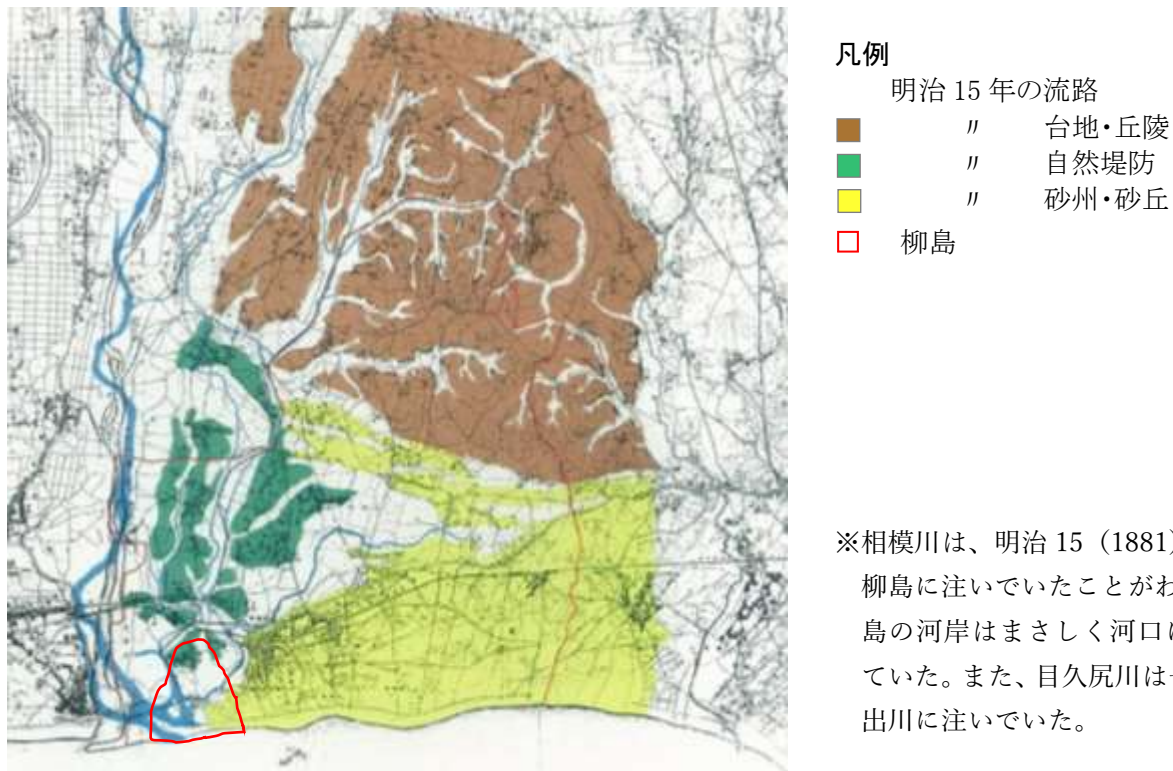 凡例
明治 15 年の流路
〃 台地・丘陵
〃 自然堤防
〃 砂州・砂丘
柳島
※相模川は、明治 15（1881）
柳島に注いでいたことがわ
島の河岸はまさしく河口に
ていた。また、目久尻川は
出川に注いでいた。